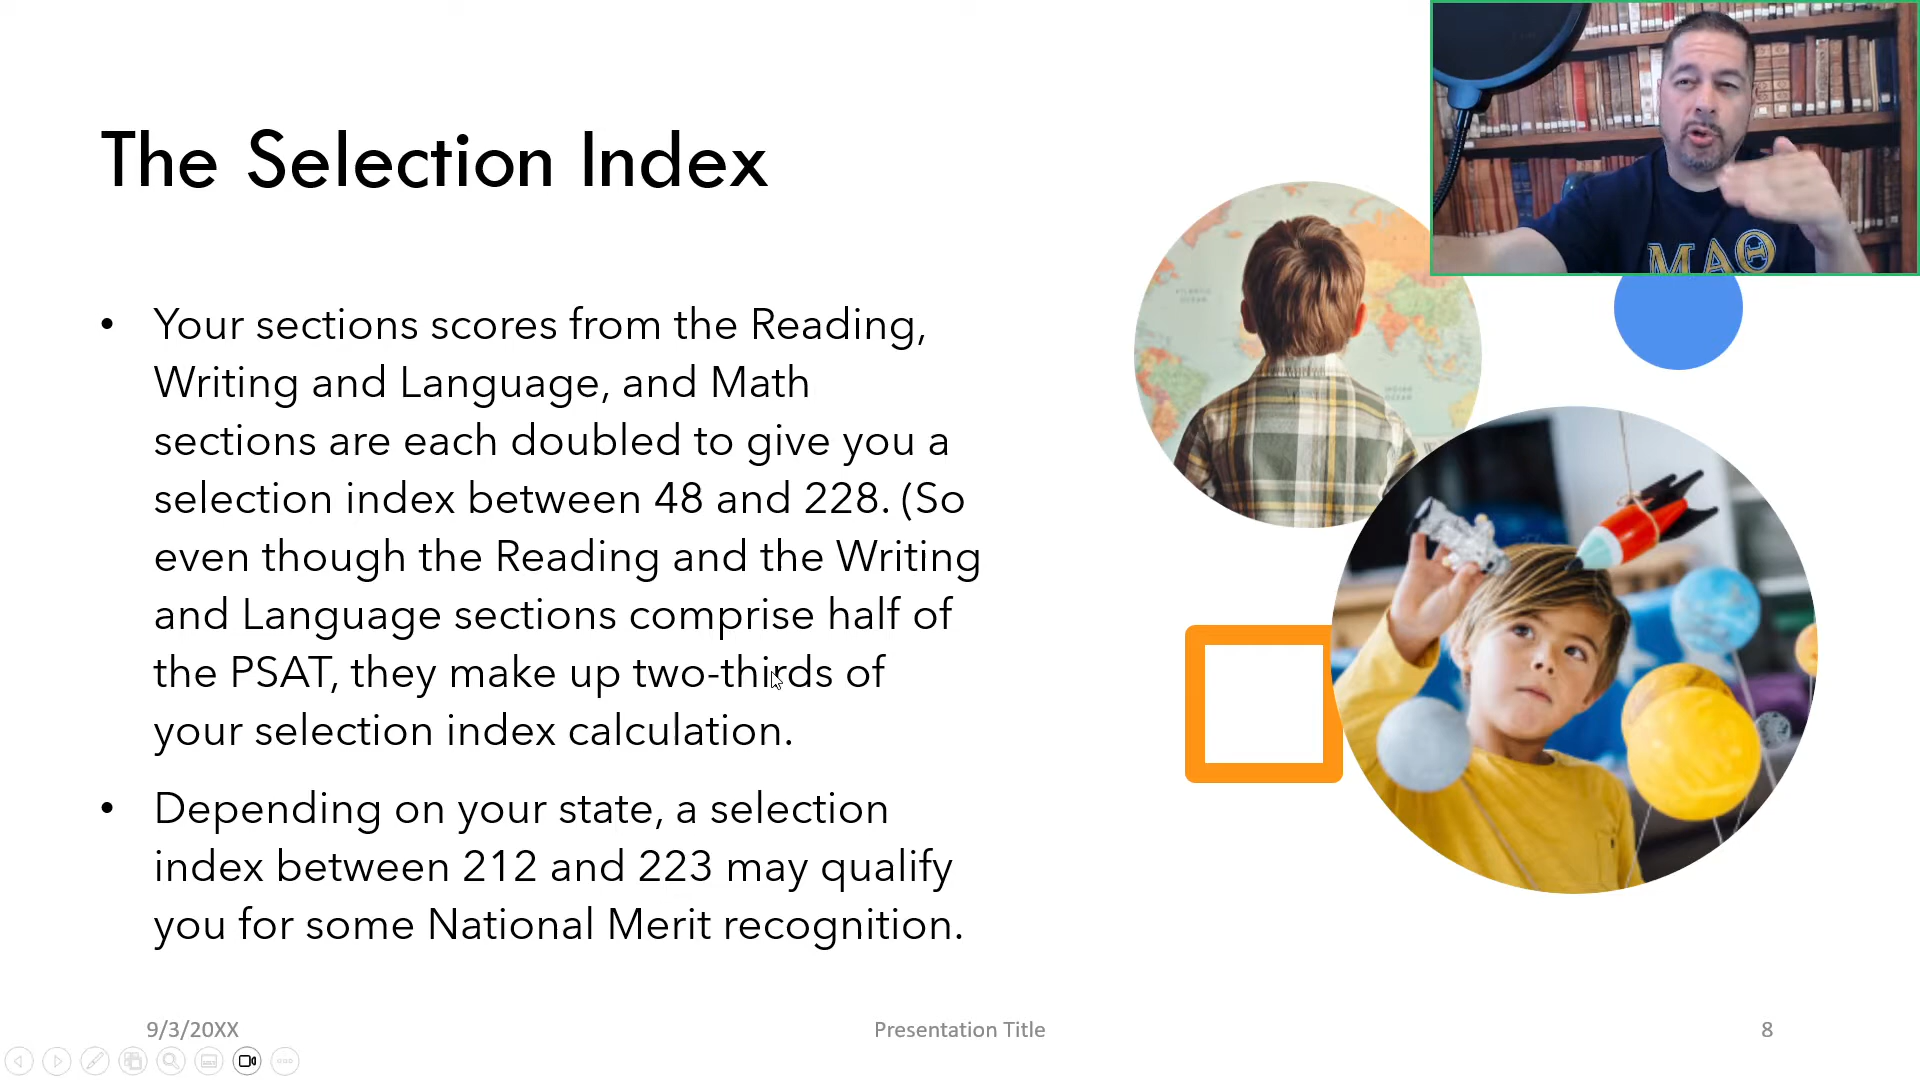 The Selection Index
• Your sections scores from the Reading,
Writing and Language, and Math
sections are each doubled to give you a
selection index between 48 and 228. (So
even though the Reading and the Writing
and Language sections comprise half of
the PSAT, they make up two-thirds of
your selection index calculation.
• Depending on your state, a selection
index between 212 and 223 may qualify
you for some National Merit recognition.
ΜΑΘ
9/3/20XX
Presentation Title
8